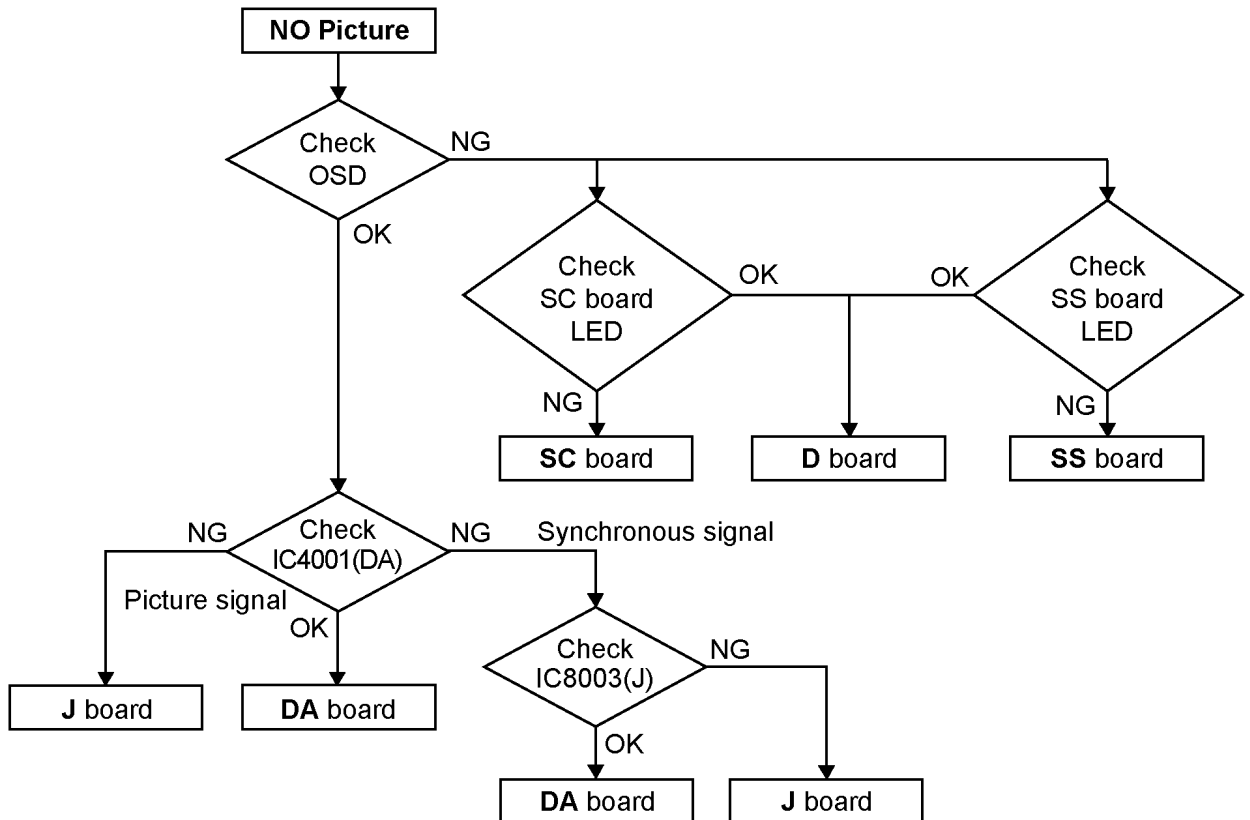 NO Picture
Check
OSD
NG
OK
Check
SC board
LED
OK
OK
Check
SS board
LED
NG
NG
SC board
D board
SS board
NG
Check
IC4001(DA)
NG
Synchronous signal
Picture signal
OK
Check
IC8003(J)
NG
J board
DA board
OK
DA board
J board